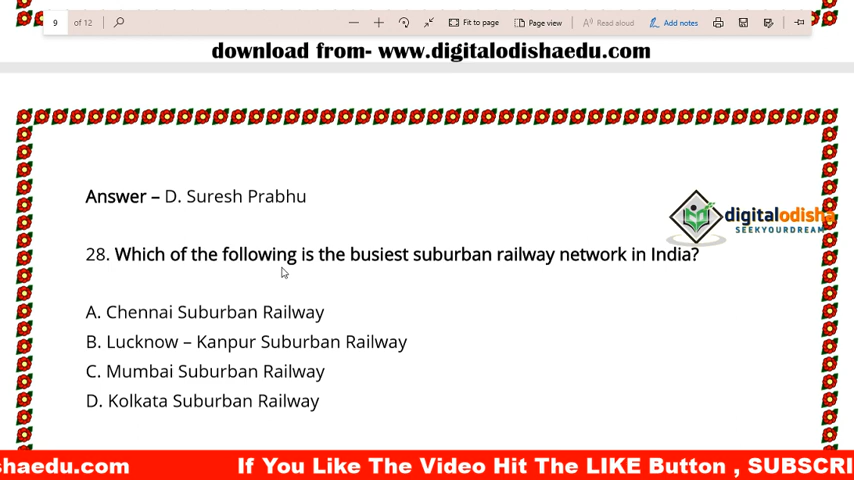 9 of 12 Fit to page Page view Read aloud Add notes
download from- www.digitalodishaedu.com
Answer – D. Suresh Prabhu
digitalodisha
SEEKYOURDREAM
28. Which of the following is the busiest suburban railway network in India?
A. Chennai Suburban Railway
B. Lucknow – Kanpur Suburban Railway
C. Mumbai Suburban Railway
D. Kolkata Suburban Railway
shaedu.com If You Like The Video Hit The LIKE Button , SUBSCRI